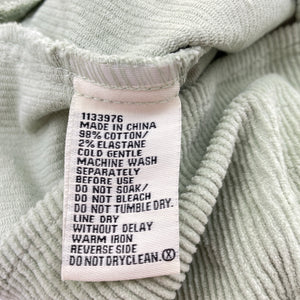 1133976
MADE IN CHINA
98% COTTON/
2% ELASTANE
COLD GENTLE
MACHINE WASH
SEPARATELY
BEFORE USE
DO NOT SOAK/
DO NOT BLEACH
DO NOT TUMBLE DRY.
LINE DRY
WITHOUT DELAY
WARM IRON
REVERSE SIDE
DO NOT DRYCLEAN. Ⓧ